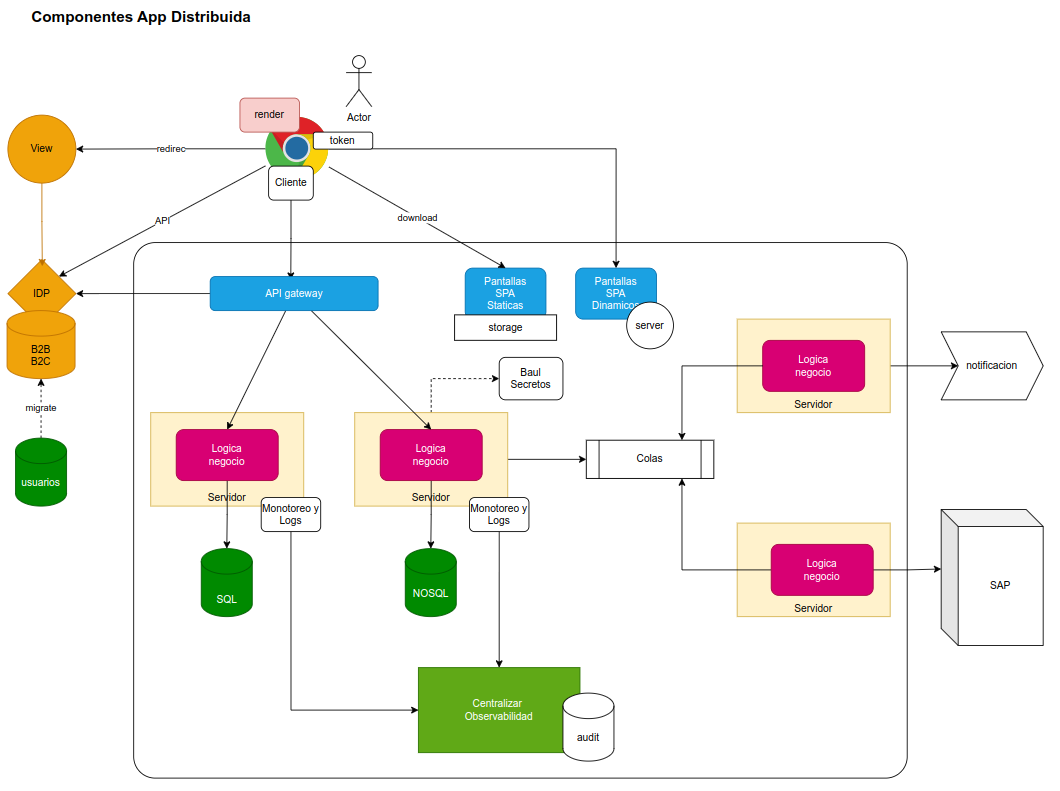 Componentes App Distribuida
render
Actor
token
View
redirec
Cliente
API
download
IDP
API gateway
Pantallas
SPA
Staticas
storage
Pantallas
SPA
Dinamicos
server
B2B
B2C
migrate
usuarios
Baul
Secretos
Logica
negocio
Servidor
notificacion
Logica
negocio
Servidor
Monotoreo y
Logs
Logica
negocio
Servidor
Monotoreo y
Logs
Colas
SQL
NOSQL
Logica
negocio
Servidor
SAP
Centralizar
Observabilidad
audit